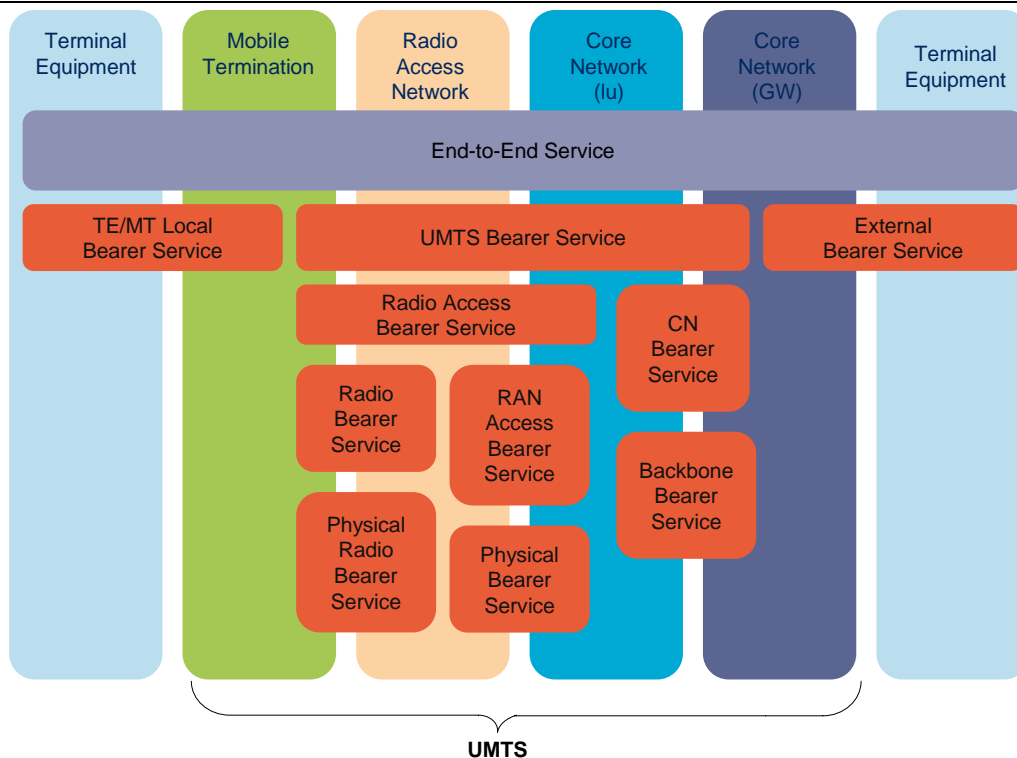 Terminal
Equipment
Mobile
Termination
Radio
Access
Network
Core
Network
(Iu)
Core
Network
(GW)
Terminal
Equipment
End-to-End Service
TE/MT Local
Bearer Service
UMTS Bearer Service
External
Bearer Service
Radio Access
Bearer Service
CN
Bearer
Service
Radio
Bearer
Service
RAN
Access
Bearer
Service
Backbone
Bearer
Service
Physical
Radio
Bearer
Service
Physical
Bearer
Service
UMTS